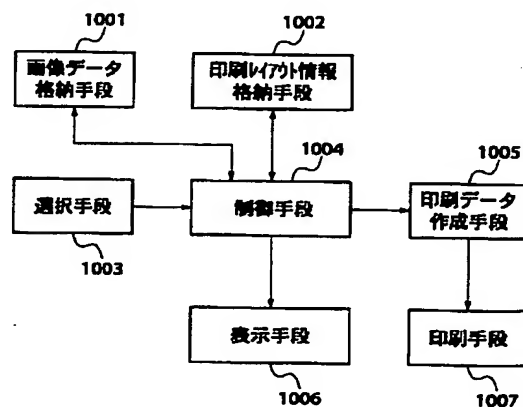 1001
画像データ
格納手段
1002
印刷レイアウト情報
格納手段
1003
選択手段
1004
制御手段
1005
印刷データ
作成手段
表示手段
1006
印刷手段
1007